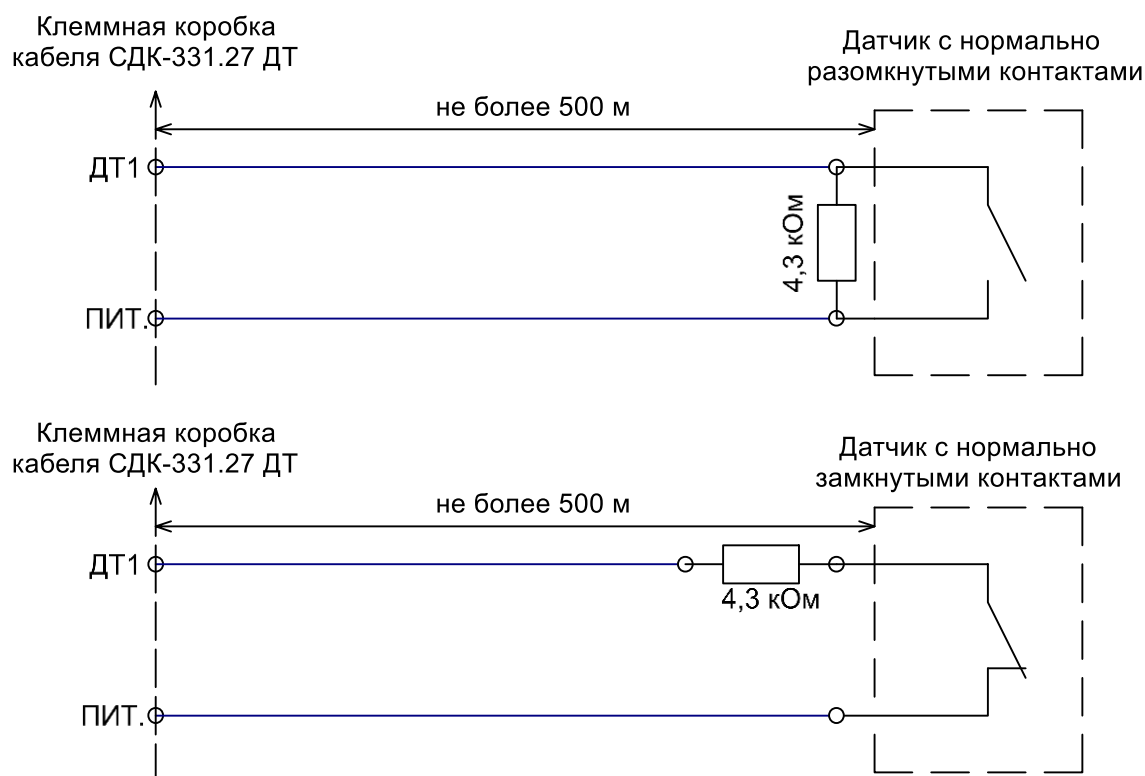 Клеммная коробка
кабеля СДК-331.27 ДТ
Датчик с нормально
разомкнутыми контактами
не более 500 м
ДТ1
4,3 кОм
ПИТ.
Клеммная коробка
кабеля СДК-331.27 ДТ
Датчик с нормально
замкнутыми контактами
не более 500 м
ДТ1
4,3 кОм
ПИТ.